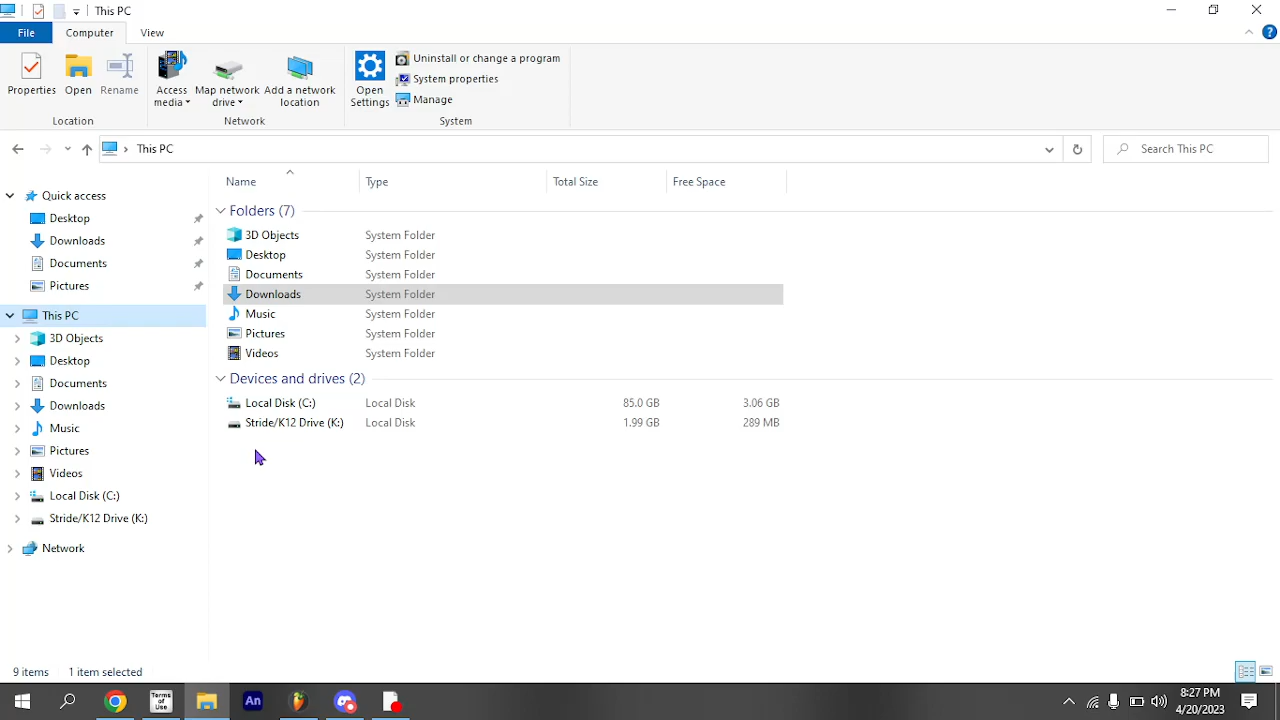 This PC
File
Computer
View
Properties
Open
Rename
Access media
Map network drive
Add a network location
Open Settings
Uninstall or change a program
System properties
Manage
Location
Network
System
This PC
Search This PC
Name
Type
Total Size
Free Space
Quick access
Desktop
Downloads
Documents
Pictures
This PC
3D Objects
Desktop
Documents
Downloads
Music
Pictures
Videos
Local Disk (C:)
Stride/K12 Drive (K:)
Network
Folders (7)
3D Objects System Folder
Desktop System Folder
Documents System Folder
Downloads System Folder
Music System Folder
Pictures System Folder
Videos System Folder
Devices and drives (2)
Local Disk (C:) Local Disk 85.0 GB 3.06 GB
Stride/K12 Drive (K:) Local Disk 1.99 GB 289 MB
9 items 1 item selected
Terms of Use
An
8:27 PM
4/20/2023